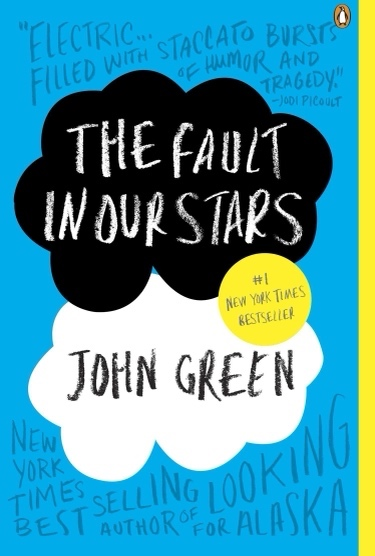 "ELECTRIC...
FILLED WITH STACCATO BURSTS
OF HUMOR AND
TRAGEDY."
–JODI PICOULT
THE FAULT
IN OUR STARS
#1
NEW YORK TIMES
BESTSELLER
JOHN GREEN
NEW
YORK
TIMES
BESTSELLING
AUTHOR OF
LOOKING
FOR ALASKA